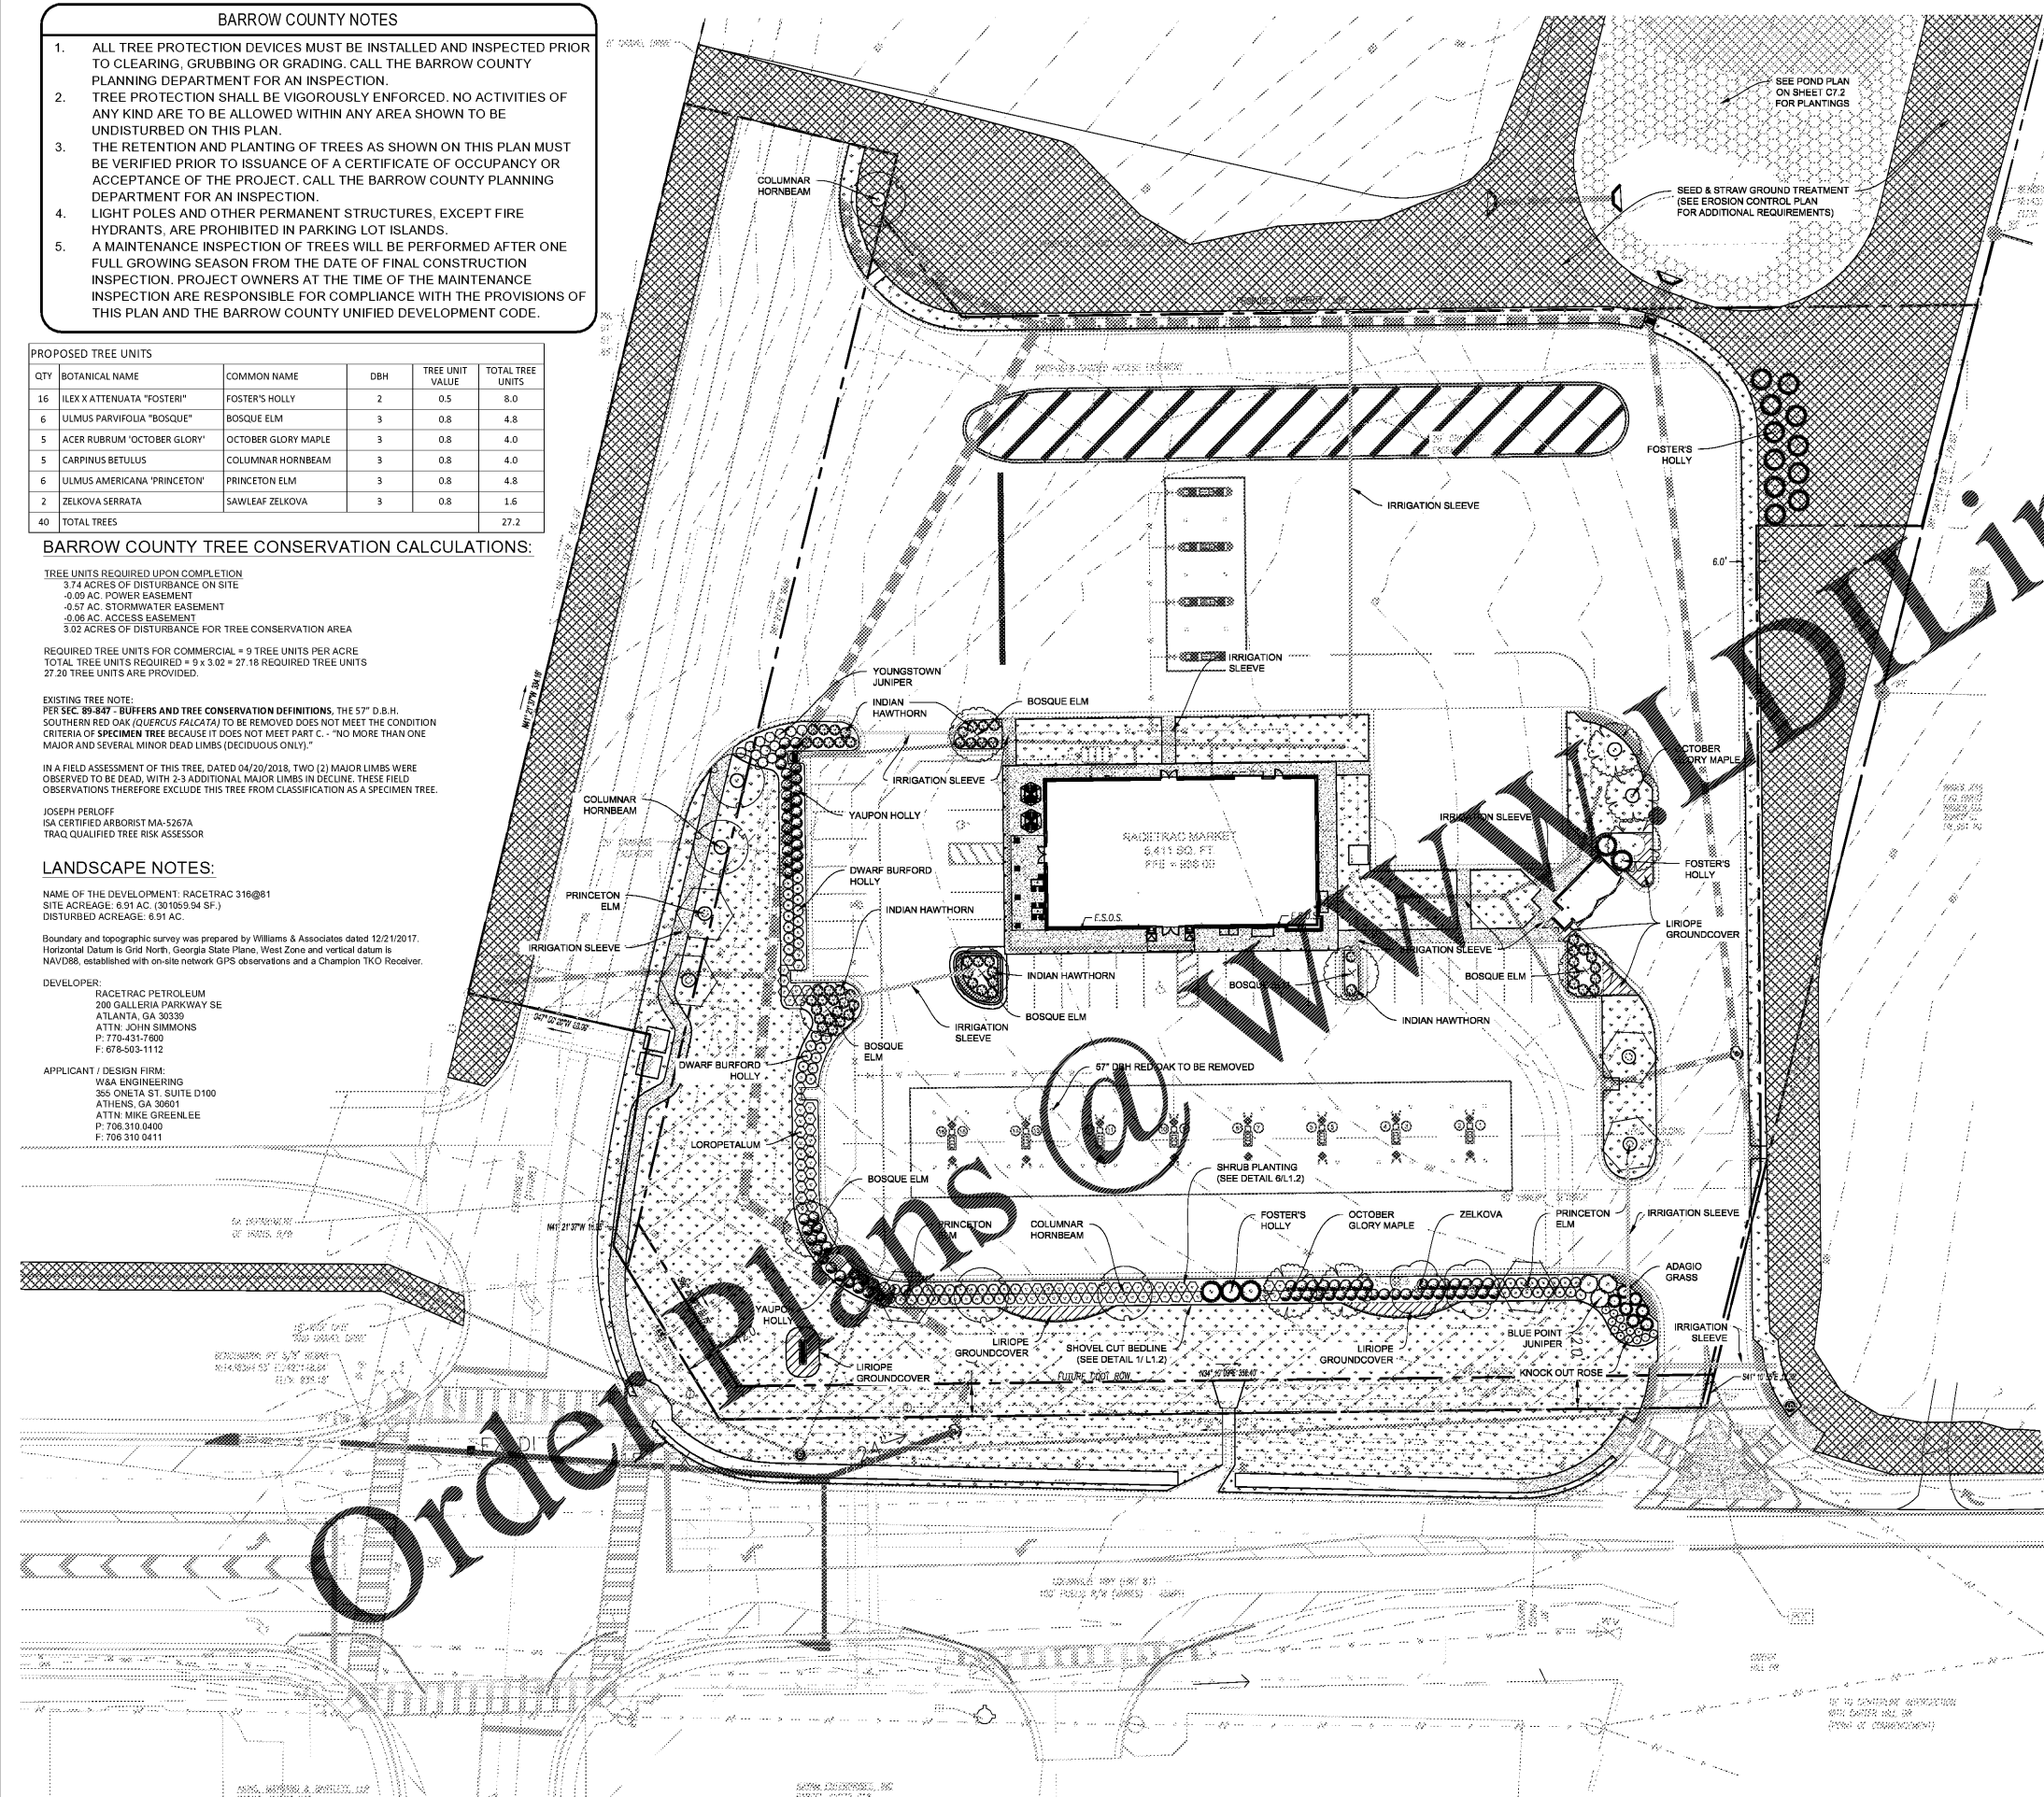 BARROW COUNTY NOTES
1. ALL TREE PROTECTION DEVICES MUST BE INSTALLED AND INSPECTED PRIOR
TO CLEARING, GRUBBING OR GRADING. CALL THE BARROW COUNTY
PLANNING DEPARTMENT FOR AN INSPECTION.
2. TREE PROTECTION SHALL BE VIGOROUSLY ENFORCED. NO ACTIVITIES OF
ANY KIND ARE TO BE ALLOWED WITHIN ANY AREA SHOWN TO BE
UNDISTURBED ON THIS PLAN.
3. THE RETENTION AND PLANTING OF TREES AS SHOWN ON THIS PLAN MUST
BE VERIFIED PRIOR TO ISSUANCE OF A CERTIFICATE OF OCCUPANCY OR
ACCEPTANCE OF THE PROJECT. CALL THE BARROW COUNTY PLANNING
DEPARTMENT FOR AN INSPECTION.
4. LIGHT POLES AND OTHER PERMANENT STRUCTURES, EXCEPT FIRE
HYDRANTS, ARE PROHIBITED IN PARKING LOT ISLANDS.
5. A MAINTENANCE INSPECTION OF TREES WILL BE PERFORMED AFTER ONE
FULL GROWING SEASON FROM THE DATE OF FINAL CONSTRUCTION
INSPECTION. PROJECT OWNERS AT THE TIME OF THE MAINTENANCE
INSPECTION ARE RESPONSIBLE FOR COMPLIANCE WITH THE PROVISIONS OF
THIS PLAN AND THE BARROW COUNTY UNIFIED DEVELOPMENT CODE.
PROPOSED TREE UNITS
QTY BOTANICAL NAME COMMON NAME DBH TREE UNIT VALUE TOTAL TREE UNITS
16 ILEX X ATTENUATA "FOSTERI" FOSTER'S HOLLY 2 0.5 8.0
6 ULMUS PARVIFOLIA "BOSQUE" BOSQUE ELM 3 0.8 4.8
5 ACER RUBRUM 'OCTOBER GLORY' OCTOBER GLORY MAPLE 3 0.8 4.0
5 CARPINUS BETULUS COLUMNAR HORNBEAM 3 0.8 4.0
6 ULMUS AMERICANA 'PRINCETON' PRINCETON ELM 3 0.8 4.8
2 ZELKOVA SERRATA SAWLEAF ZELKOVA 3 0.8 1.6
40 TOTAL TREES 27.2
BARROW COUNTY TREE CONSERVATION CALCULATIONS:
TREE UNITS REQUIRED UPON COMPLETION
3.74 ACRES OF DISTURBANCE ON SITE
-0.09 AC. POWER EASEMENT
-0.57 AC. STORMWATER EASEMENT
-0.06 AC. ACCESS EASEMENT
3.02 ACRES OF DISTURBANCE FOR TREE CONSERVATION AREA
REQUIRED TREE UNITS FOR COMMERCIAL = 9 TREE UNITS PER ACRE
TOTAL TREE UNITS REQUIRED = 9 x 3.02 = 27.18 REQUIRED TREE UNITS
27.20 TREE UNITS ARE PROVIDED.
EXISTING TREE NOTE:
PER SEC. 89-847 - BUFFERS AND TREE CONSERVATION DEFINITIONS, THE 57" D.B.H.
SOUTHERN RED OAK (QUERCUS FALCATA) TO BE REMOVED DOES NOT MEET THE CONDITION
CRITERIA OF SPECIMEN TREE BECAUSE IT DOES NOT MEET PART C. - "NO MORE THAN ONE
MAJOR AND SEVERAL MINOR DEAD LIMBS (DECIDUOUS ONLY)."
IN A FIELD ASSESSMENT OF THIS TREE, DATED 04/20/2018, TWO (2) MAJOR LIMBS WERE
OBSERVED TO BE DEAD, WITH 2-3 ADDITIONAL MAJOR LIMBS IN DECLINE. THESE FIELD
OBSERVATIONS THEREFORE EXCLUDE THIS TREE FROM CLASSIFICATION AS A SPECIMEN TREE.
JOSEPH PERLOFF
ISA CERTIFIED ARBORIST MA-5267A
TRAQ QUALIFIED TREE RISK ASSESSOR
LANDSCAPE NOTES:
NAME OF THE DEVELOPMENT: RACETRAC 316@81
SITE ACREAGE: 6.91 AC. (301059.94 SF.)
DISTURBED ACREAGE: 6.91 AC.
Boundary and topographic survey was prepared by Williams & Associates dated 12/21/2017.
Horizontal Datum is Grid North, Georgia State Plane, West Zone and vertical datum is
NAVD88, established with on-site network GPS observations and a Champion TKO Receiver.
DEVELOPER:
RACETRAC PETROLEUM
200 GALLERIA PARKWAY SE
ATLANTA, GA 30339
ATTN: JOHN SIMMONS
P: 770-431-7600
F: 678-503-1112
APPLICANT / DESIGN FIRM:
W&A ENGINEERING
355 ONETA ST. SUITE D100
ATHENS, GA 30601
ATTN: MIKE GREENLEE
P: 706.310.0400
F: 706 310 0411
SEE POND PLAN
ON SHEET C7.2
FOR PLANTINGS
COLUMNAR
HORNBEAM
SEED & STRAW GROUND TREATMENT
(SEE EROSION CONTROL PLAN
FOR ADDITIONAL REQUIREMENTS)
FOSTER'S
HOLLY
IRRIGATION SLEEVE
6.0'
IRRIGATION
SLEEVE
YOUNGSTOWN
JUNIPER
INDIAN
HAWTHORN
BOSQUE ELM
OCTOBER
GLORY MAPLE
IRRIGATION SLEEVE
COLUMNAR
HORNBEAM
YAUPON HOLLY
IRRIGATION SLEEVE
RACETRAC MARKET
FOSTER'S
HOLLY
DWARF BURFORD
HOLLY
PRINCETON
ELM
INDIAN HAWTHORN
E.S.O.S.
LIRIOPE
GROUNDCOVER
IRRIGATION SLEEVE
IRRIGATION SLEEVE
INDIAN HAWTHORN
BOSQUE ELM
BOSQUE ELM
BOSQUE ELM
INDIAN HAWTHORN
IRRIGATION
SLEEVE
BOSQUE
ELM
DWARF BURFORD
HOLLY
57" DBH RED OAK TO BE REMOVED
LOROPETALUM
SHRUB PLANTING
(SEE DETAIL 6/L1.2)
BOSQUE ELM
PRINCETON
ELM
COLUMNAR
HORNBEAM
FOSTER'S
HOLLY
OCTOBER
GLORY MAPLE
ZELKOVA
PRINCETON
ELM
IRRIGATION SLEEVE
ADAGIO
GRASS
YAUPON
HOLLY
LIRIOPE
GROUNDCOVER
SHOVEL CUT BEDLINE
(SEE DETAIL 1/ L1.2)
LIRIOPE
GROUNDCOVER
BLUE POINT
JUNIPER
IRRIGATION
SLEEVE
LIRIOPE
GROUNDCOVER
KNOCK OUT ROSE
FUTURE GDOT ROW
Order Plans @ WWW.LDILin